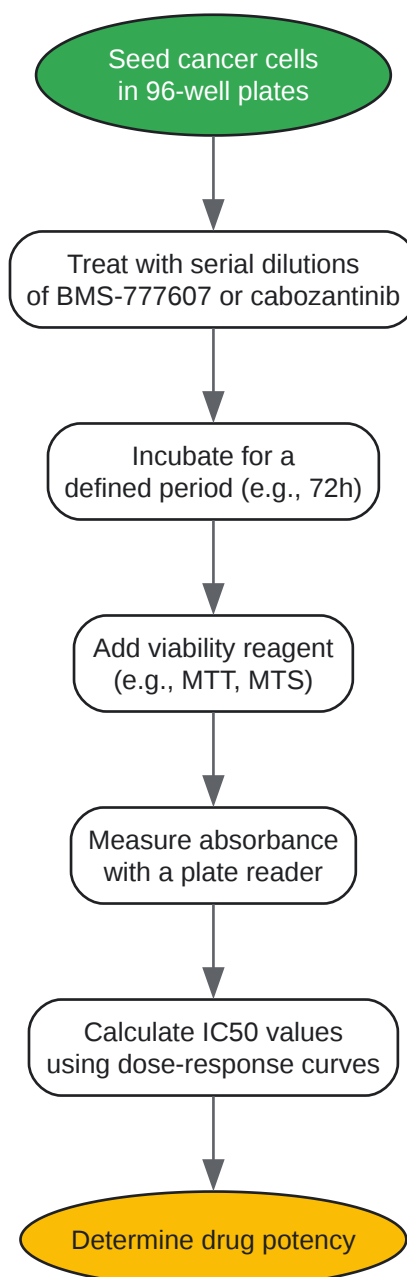 Seed cancer cells
in 96-well plates
Treat with serial dilutions
of BMS-777607 or cabozantinib
Incubate for a
defined period (e.g., 72h)
Add viability reagent
(e.g., MTT, MTS)
Measure absorbance
with a plate reader
Calculate IC50 values
using dose-response curves
Determine drug potency